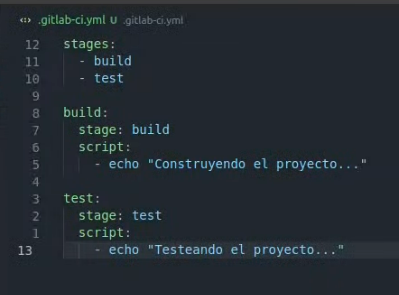 .gitlab-ci.yml U .gitlab-ci.yml
12 stages:
11 - build
10 - test
9
8 build:
7 stage: build
6 script:
5 - echo "Construyendo el proyecto..."
4
3 test:
2 stage: test
1 script:
13 - echo "Testeando el proyecto..."